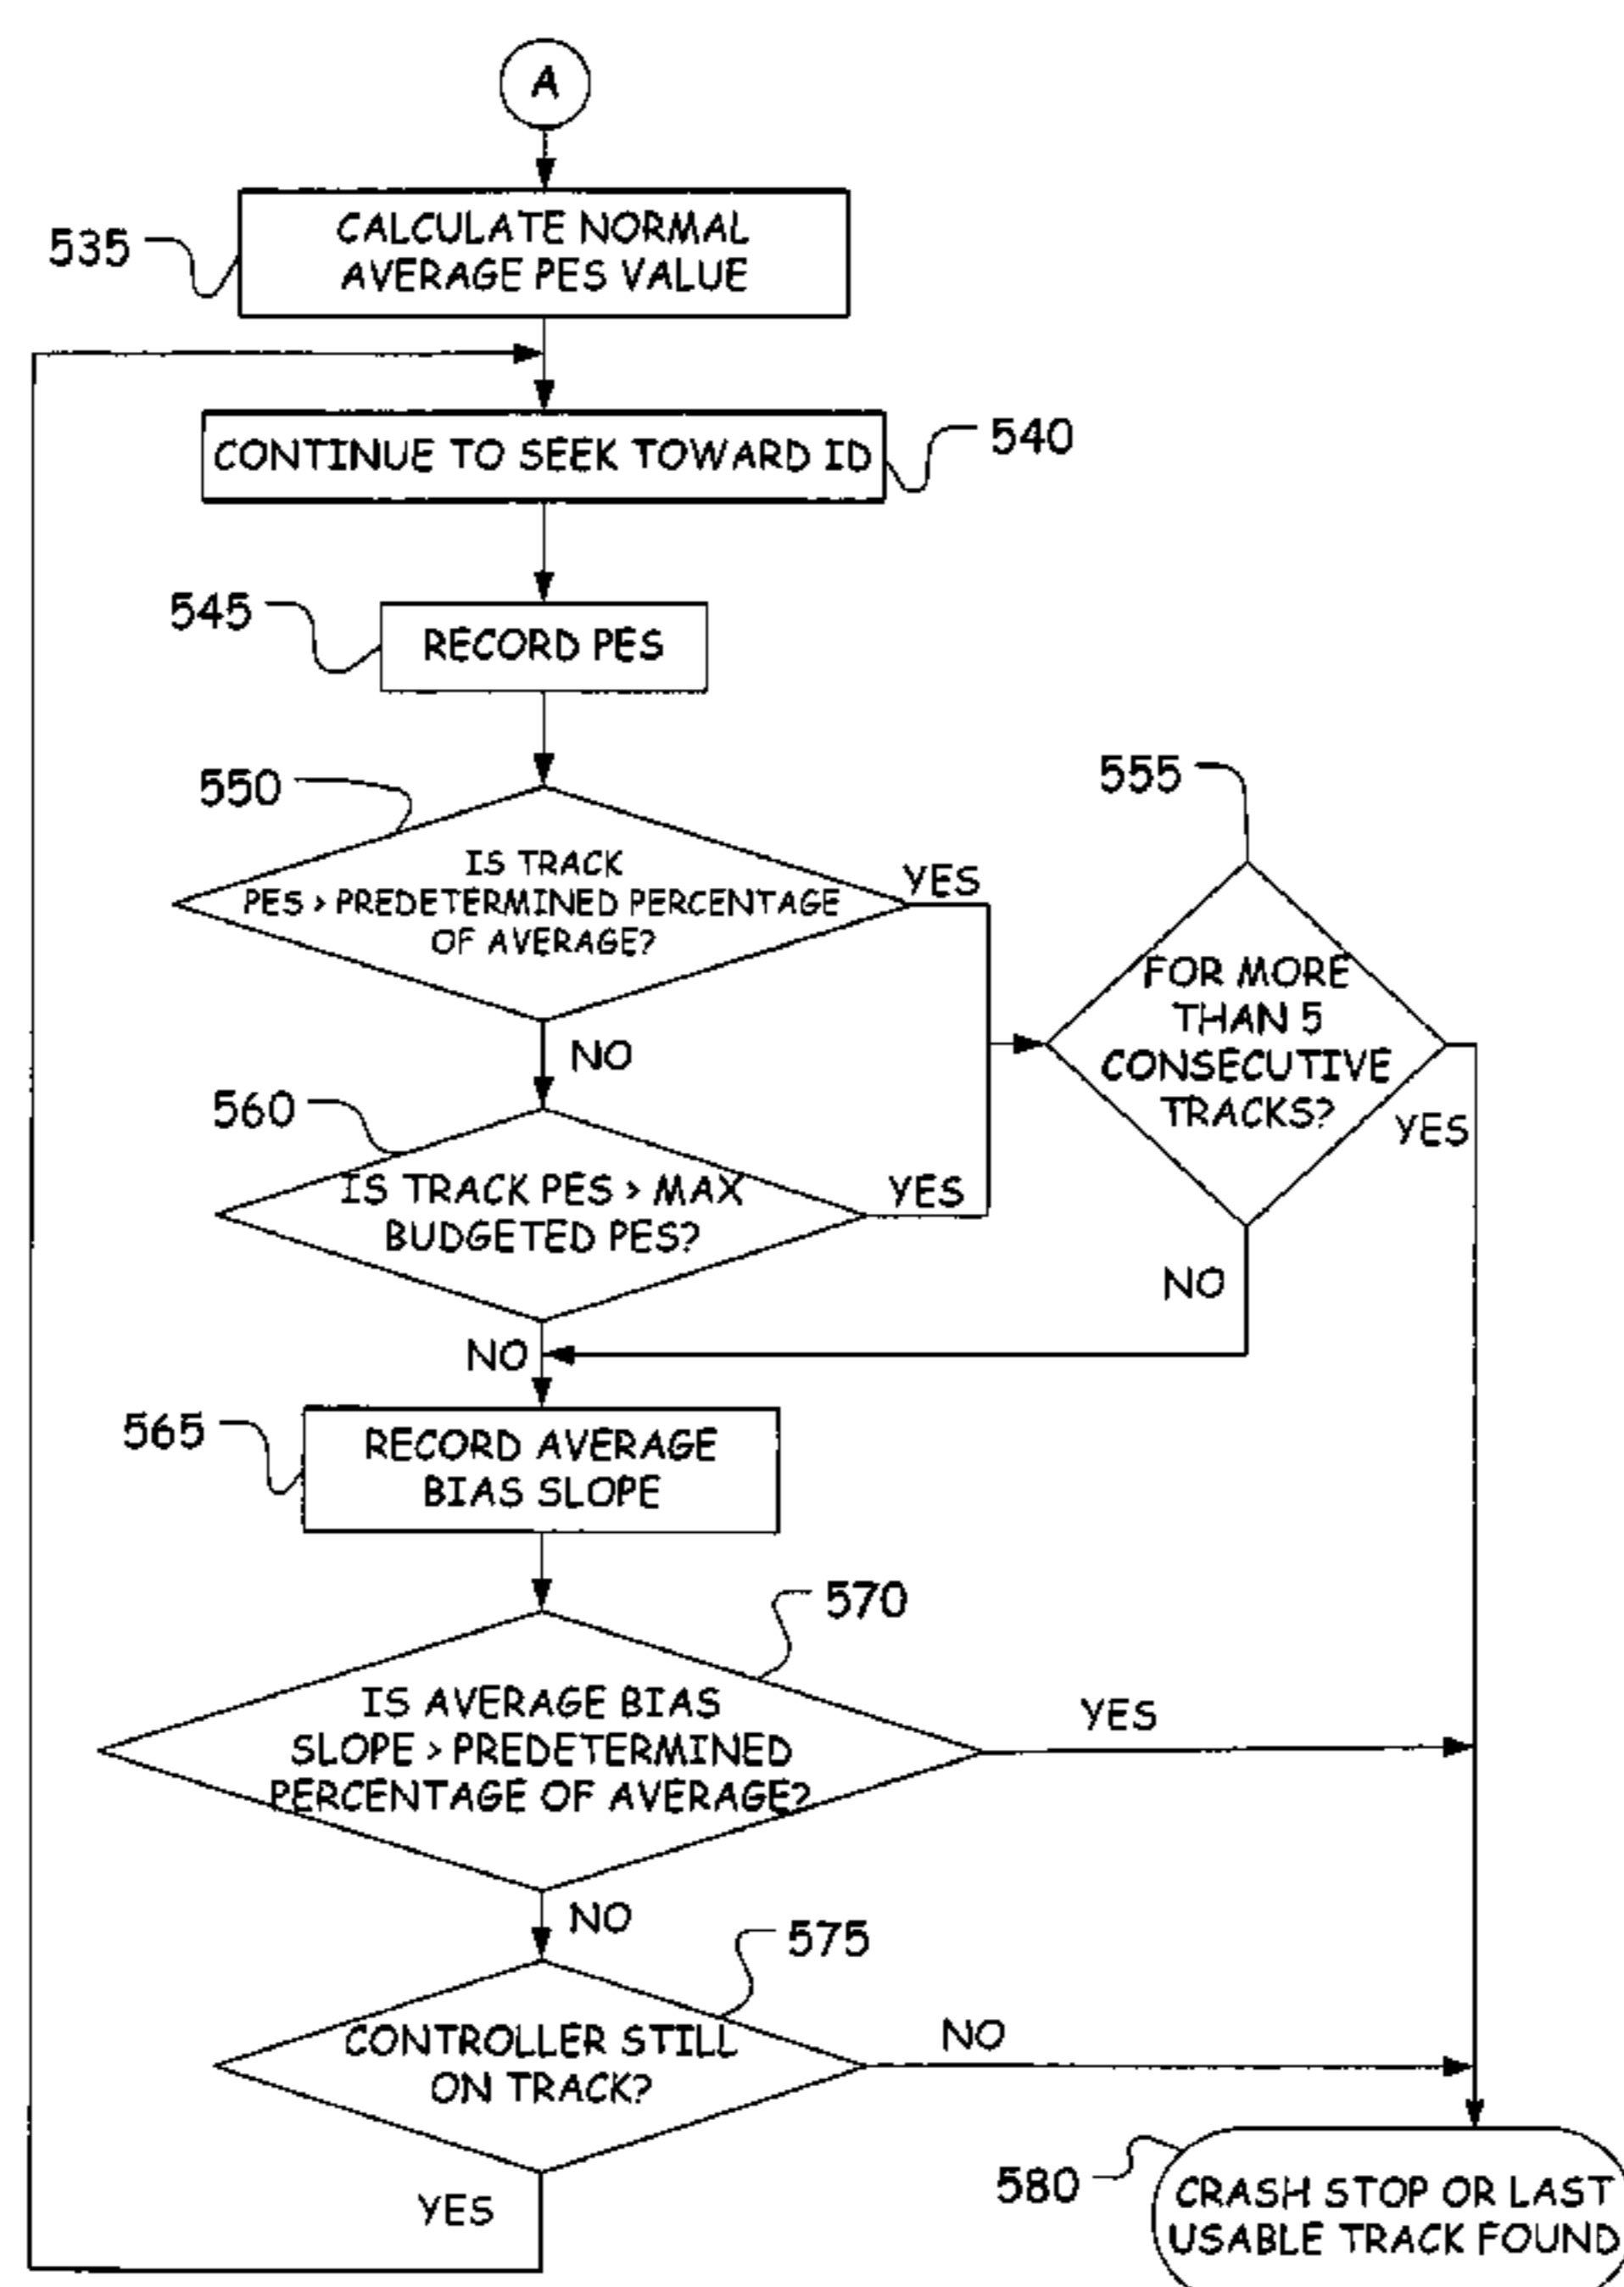 A
535
CALCULATE NORMAL
AVERAGE PES VALUE
CONTINUE TO SEEK TOWARD ID
540
545
RECORD PES
550
IS TRACK
PES > PREDETERMINED PERCENTAGE
OF AVERAGE?
YES
NO
555
FOR MORE
THAN 5
CONSECUTIVE
TRACKS?
YES
NO
560
IS TRACK PES > MAX
BUDGETED PES?
YES
NO
565
RECORD AVERAGE
BIAS SLOPE
570
IS AVERAGE BIAS
SLOPE > PREDETERMINED
PERCENTAGE OF AVERAGE?
YES
NO
575
CONTROLLER STILL
ON TRACK?
NO
YES
580
CRASH STOP OR LAST
USABLE TRACK FOUND